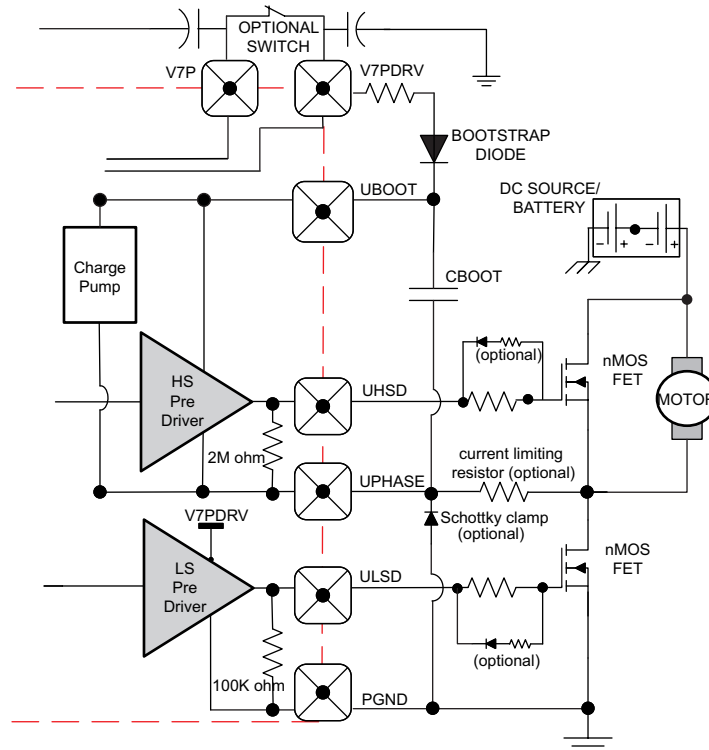 OPTIONAL
SWITCH
V7P
V7PDRV
BOOTSTRAP
DIODE
UBOOT
DC SOURCE/
BATTERY
- + - +
Charge
Pump
CBOOT
(optional)
nMOS
FET
HS
Pre
Driver
UHSD
MOTOR
2M ohm
current limiting
resistor (optional)
UPHASE
V7PDRV
Schottky clamp
(optional)
nMOS
FET
LS
Pre
Driver
ULSD
(optional)
100K ohm
PGND